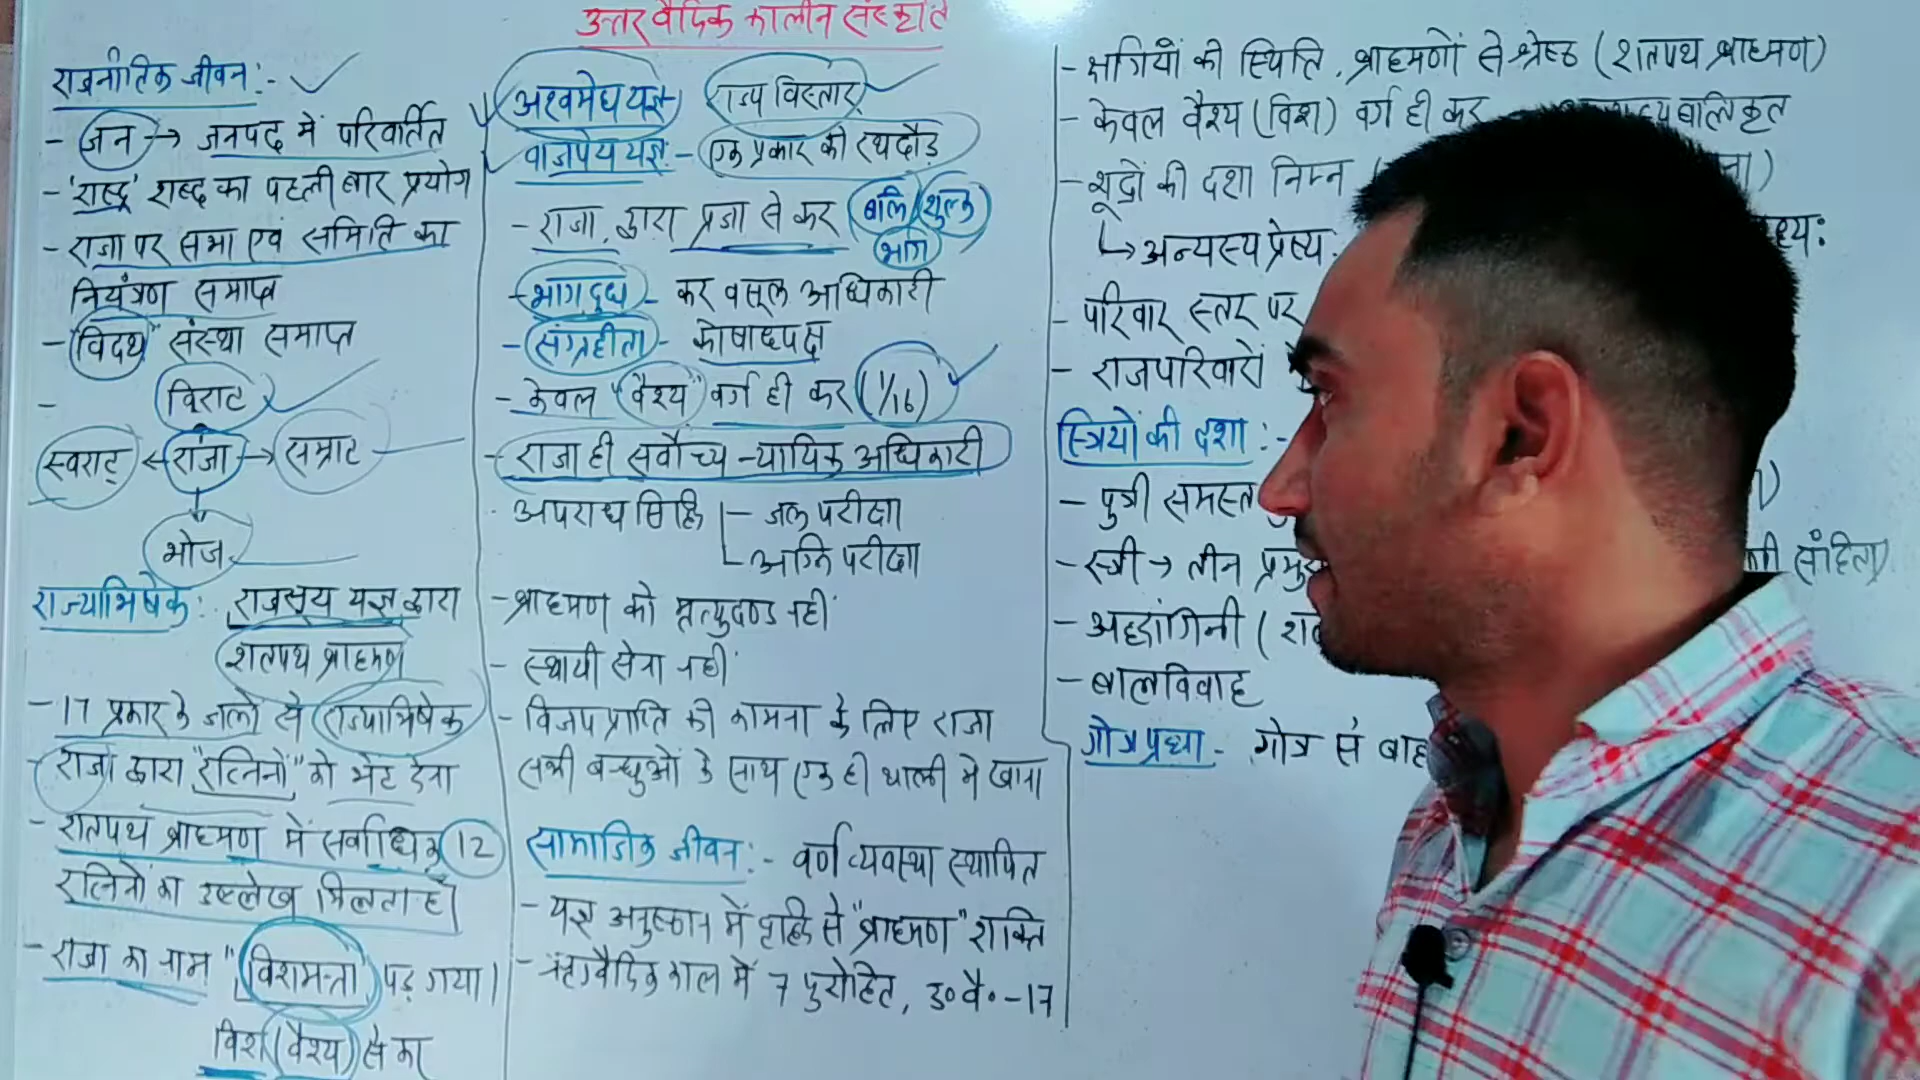 उत्तर वैदिक कालीन संस्कृति
राजनीतिक जीवन :-
- जन → जनपद में परिवर्तित
- 'राष्ट्र' शब्द का पहली बार प्रयोग
- राजा पर सभा एवं समिति का
नियंत्रण समाप्त
- "विदथ" संस्था समाप्त
- विराट
स्वराट् ← राजा → सम्राट
भोज
राज्याभिषेक :- राजसूय यज्ञ द्वारा
शतपथ ब्राह्मण
- 17 प्रकार के जलों से राज्याभिषेक
- राजा द्वारा "रत्निनों" को भेंट देना
- शतपथ ब्राह्मण में सर्वाधिक 12
रत्निनों का उल्लेख मिलता है।
- राजा का नाम "विशमत्ता" पड़ गया।
विश (वैश्य) से कर
अश्वमेघ यज्ञ - राज्य विस्तार
वाजपेय यज्ञ - एक प्रकार की रथदौड़
- राजा द्वारा प्रजा से कर बलि/शुल्क
भाग
- भागदुध - कर वसूल अधिकारी
- संग्रहीता - कोषाध्यक्ष
- केवल "वैश्य" वर्ग ही कर (1/16)
- राजा ही सर्वोच्च न्यायिक अधिकारी
अपराध सिद्धि - जल परीक्षा
- अग्नि परीक्षा
- ब्राह्मण को मृत्युदण्ड नहीं
- स्थायी सेना नहीं
- विजय प्राप्ति की कामना के लिए राजा
सभी बन्धुओं के साथ एक ही थाली मे खाना
सामाजिक जीवन :- वर्ण व्यवस्था स्थापित
- यज्ञ अनुष्ठान में वृद्धि से "ब्राह्मण" शक्ति
- ऋग्वैदिक काल में 7 पुरोहित, उ०वै०-17
- क्षत्रियों की स्थिति, ब्राह्मणों से श्रेष्ठ (शतपथ ब्राह्मण)
- केवल वैश्य (विश) वर्ग ही कर बलिकृत
- शूद्रों की दशा निम्न
↳ अन्यस्य प्रेष्य
- परिवार स्तर पर
- राजपरिवारों
स्त्रियों की दशा :-
- पुत्री समस्त
- स्त्री → तीन संहिता)
- अर्द्धांगिनी
- बालविवाह
गोत्रप्रथा - गोत्र से